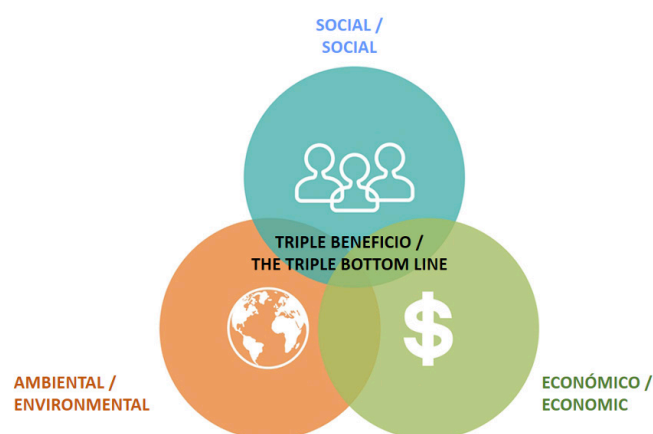 SOCIAL /
SOCIAL
TRIPLE BENEFICIO /
THE TRIPLE BOTTOM LINE
$
AMBIENTAL /
ENVIRONMENTAL
ECONÓMICO /
ECONOMIC